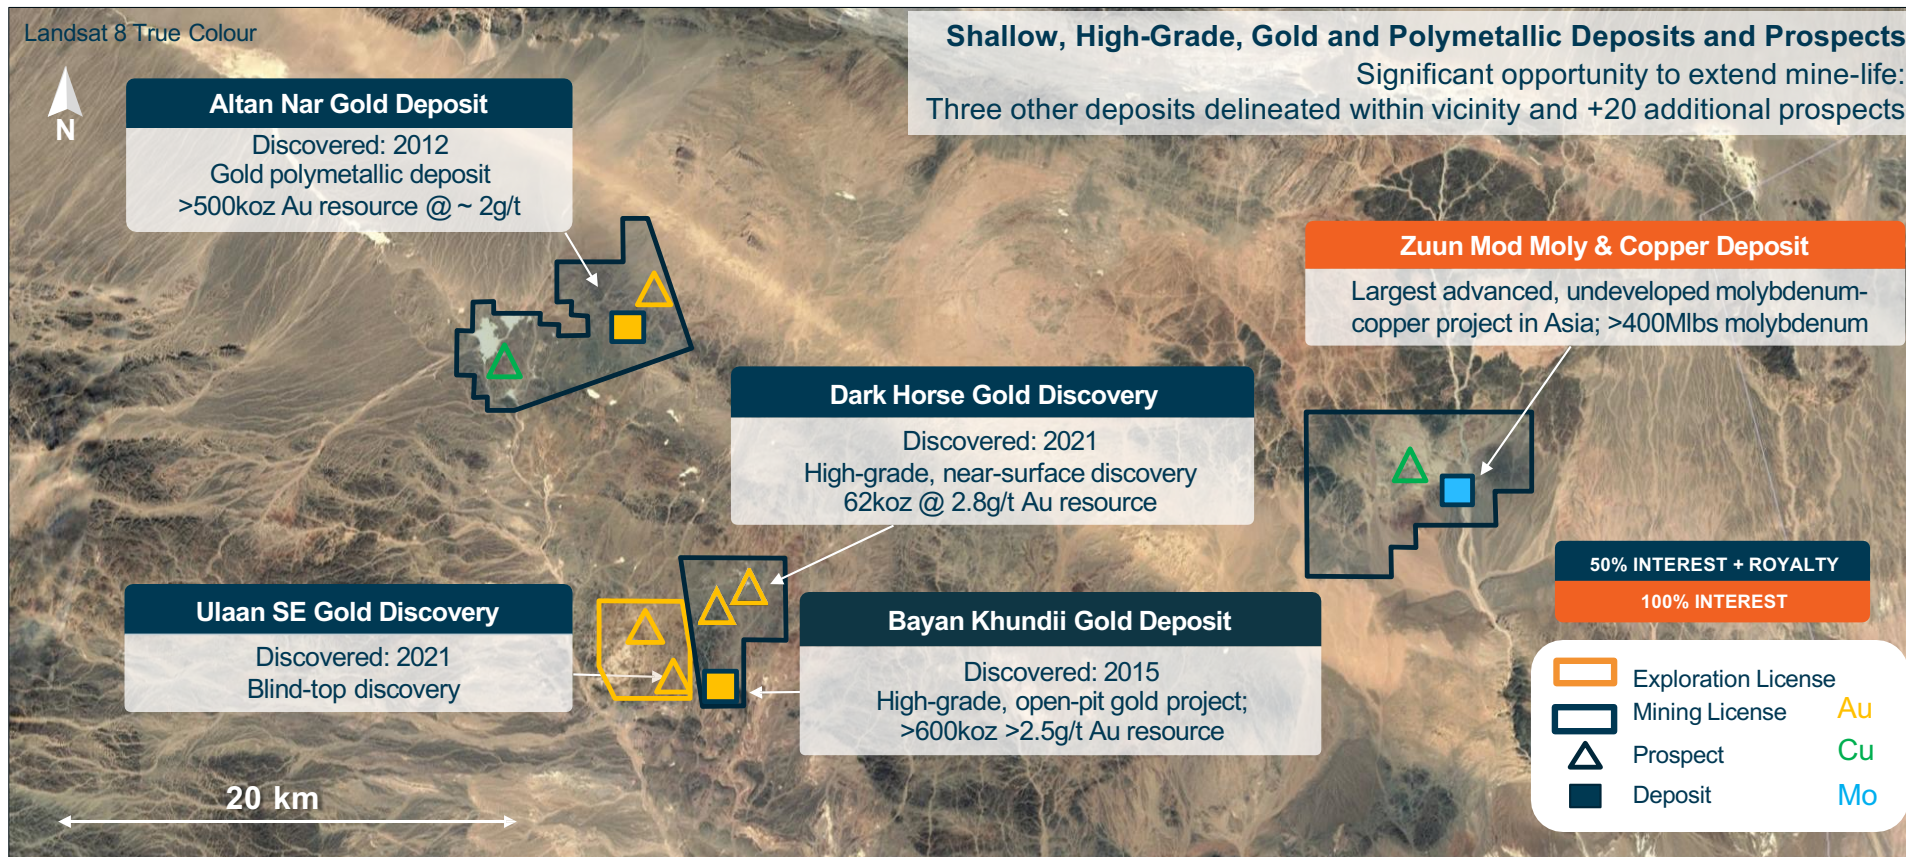 Landsat 8 True Colour
Shallow, High-Grade, Gold and Polymetallic Deposits and Prospects
Significant opportunity to extend mine-life:
Three other deposits delineated within vicinity and +20 additional prospects
N
Altan Nar Gold Deposit
Discovered: 2012
Gold polymetallic deposit
>500koz Au resource @ ~ 2g/t
Zuun Mod Moly & Copper Deposit
Largest advanced, undeveloped molybdenum-
copper project in Asia; >400Mlbs molybdenum
Dark Horse Gold Discovery
Discovered: 2021
High-grade, near-surface discovery
62koz @ 2.8g/t Au resource
Ulaan SE Gold Discovery
Discovered: 2021
Blind-top discovery
Bayan Khundii Gold Deposit
Discovered: 2015
High-grade, open-pit gold project;
>600koz >2.5g/t Au resource
50% INTEREST + ROYALTY
100% INTEREST
Exploration License
Mining License
Prospect
Deposit
Au
Cu
Mo
20 km